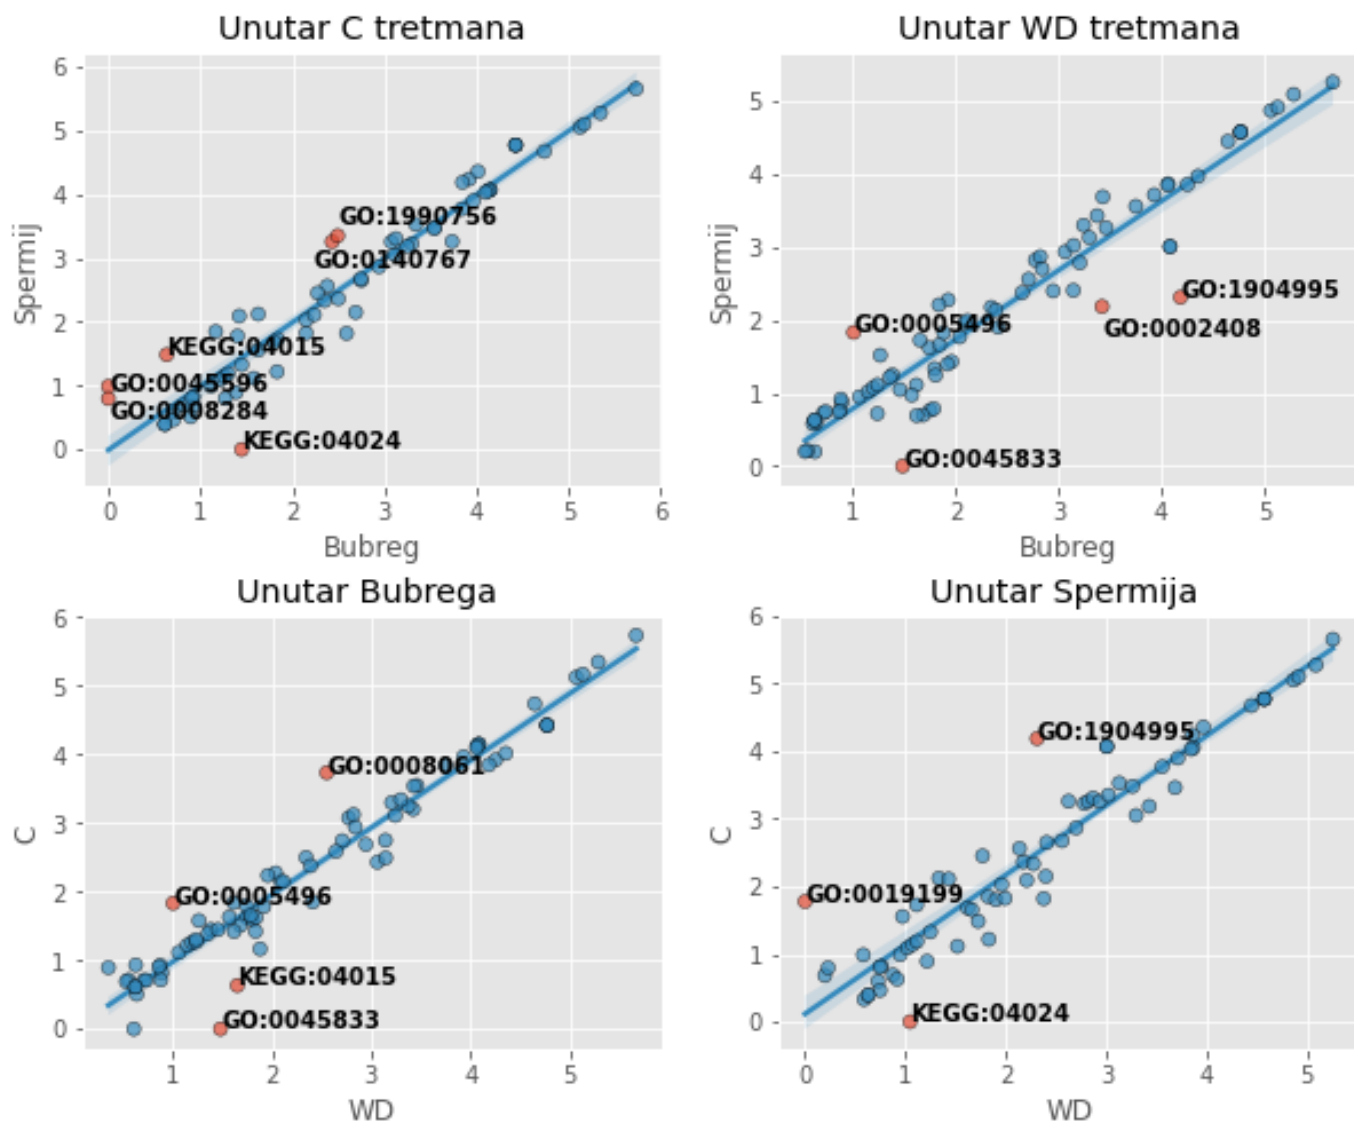 Unutar C tretmana
6
5
4
3
2
1
0
Spermij
GO:1990756
GO:0140767
KEGG:04015
GO:0045596
GO:0008284
KEGG:04024
0 1 2 3 4 5 6
Bubreg
Unutar WD tretmana
5
4
3
2
1
0
Spermij
GO:1904995
GO:0005496
GO:0002408
GO:0045833
1 2 3 4 5
Bubreg
Unutar Bubrega
6
5
4
3
2
1
0
C
GO:0008061
GO:0005496
KEGG:04015
GO:0045833
1 2 3 4 5
WD
Unutar Spermija
6
5
4
3
2
1
0
C
GO:1904995
GO:0019199
KEGG:04024
0 1 2 3 4 5
WD